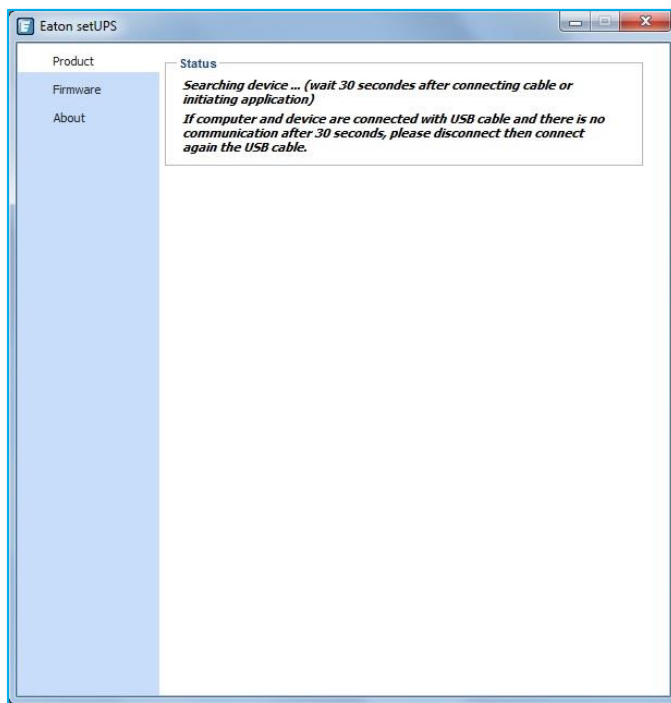 Eaton setUPS
Product
Firmware
About
Status
Searching device ... (wait 30 secondes after connecting cable or
initiating application)
If computer and device are connected with USB cable and there is no
communication after 30 seconds, please disconnect then connect
again the USB cable.